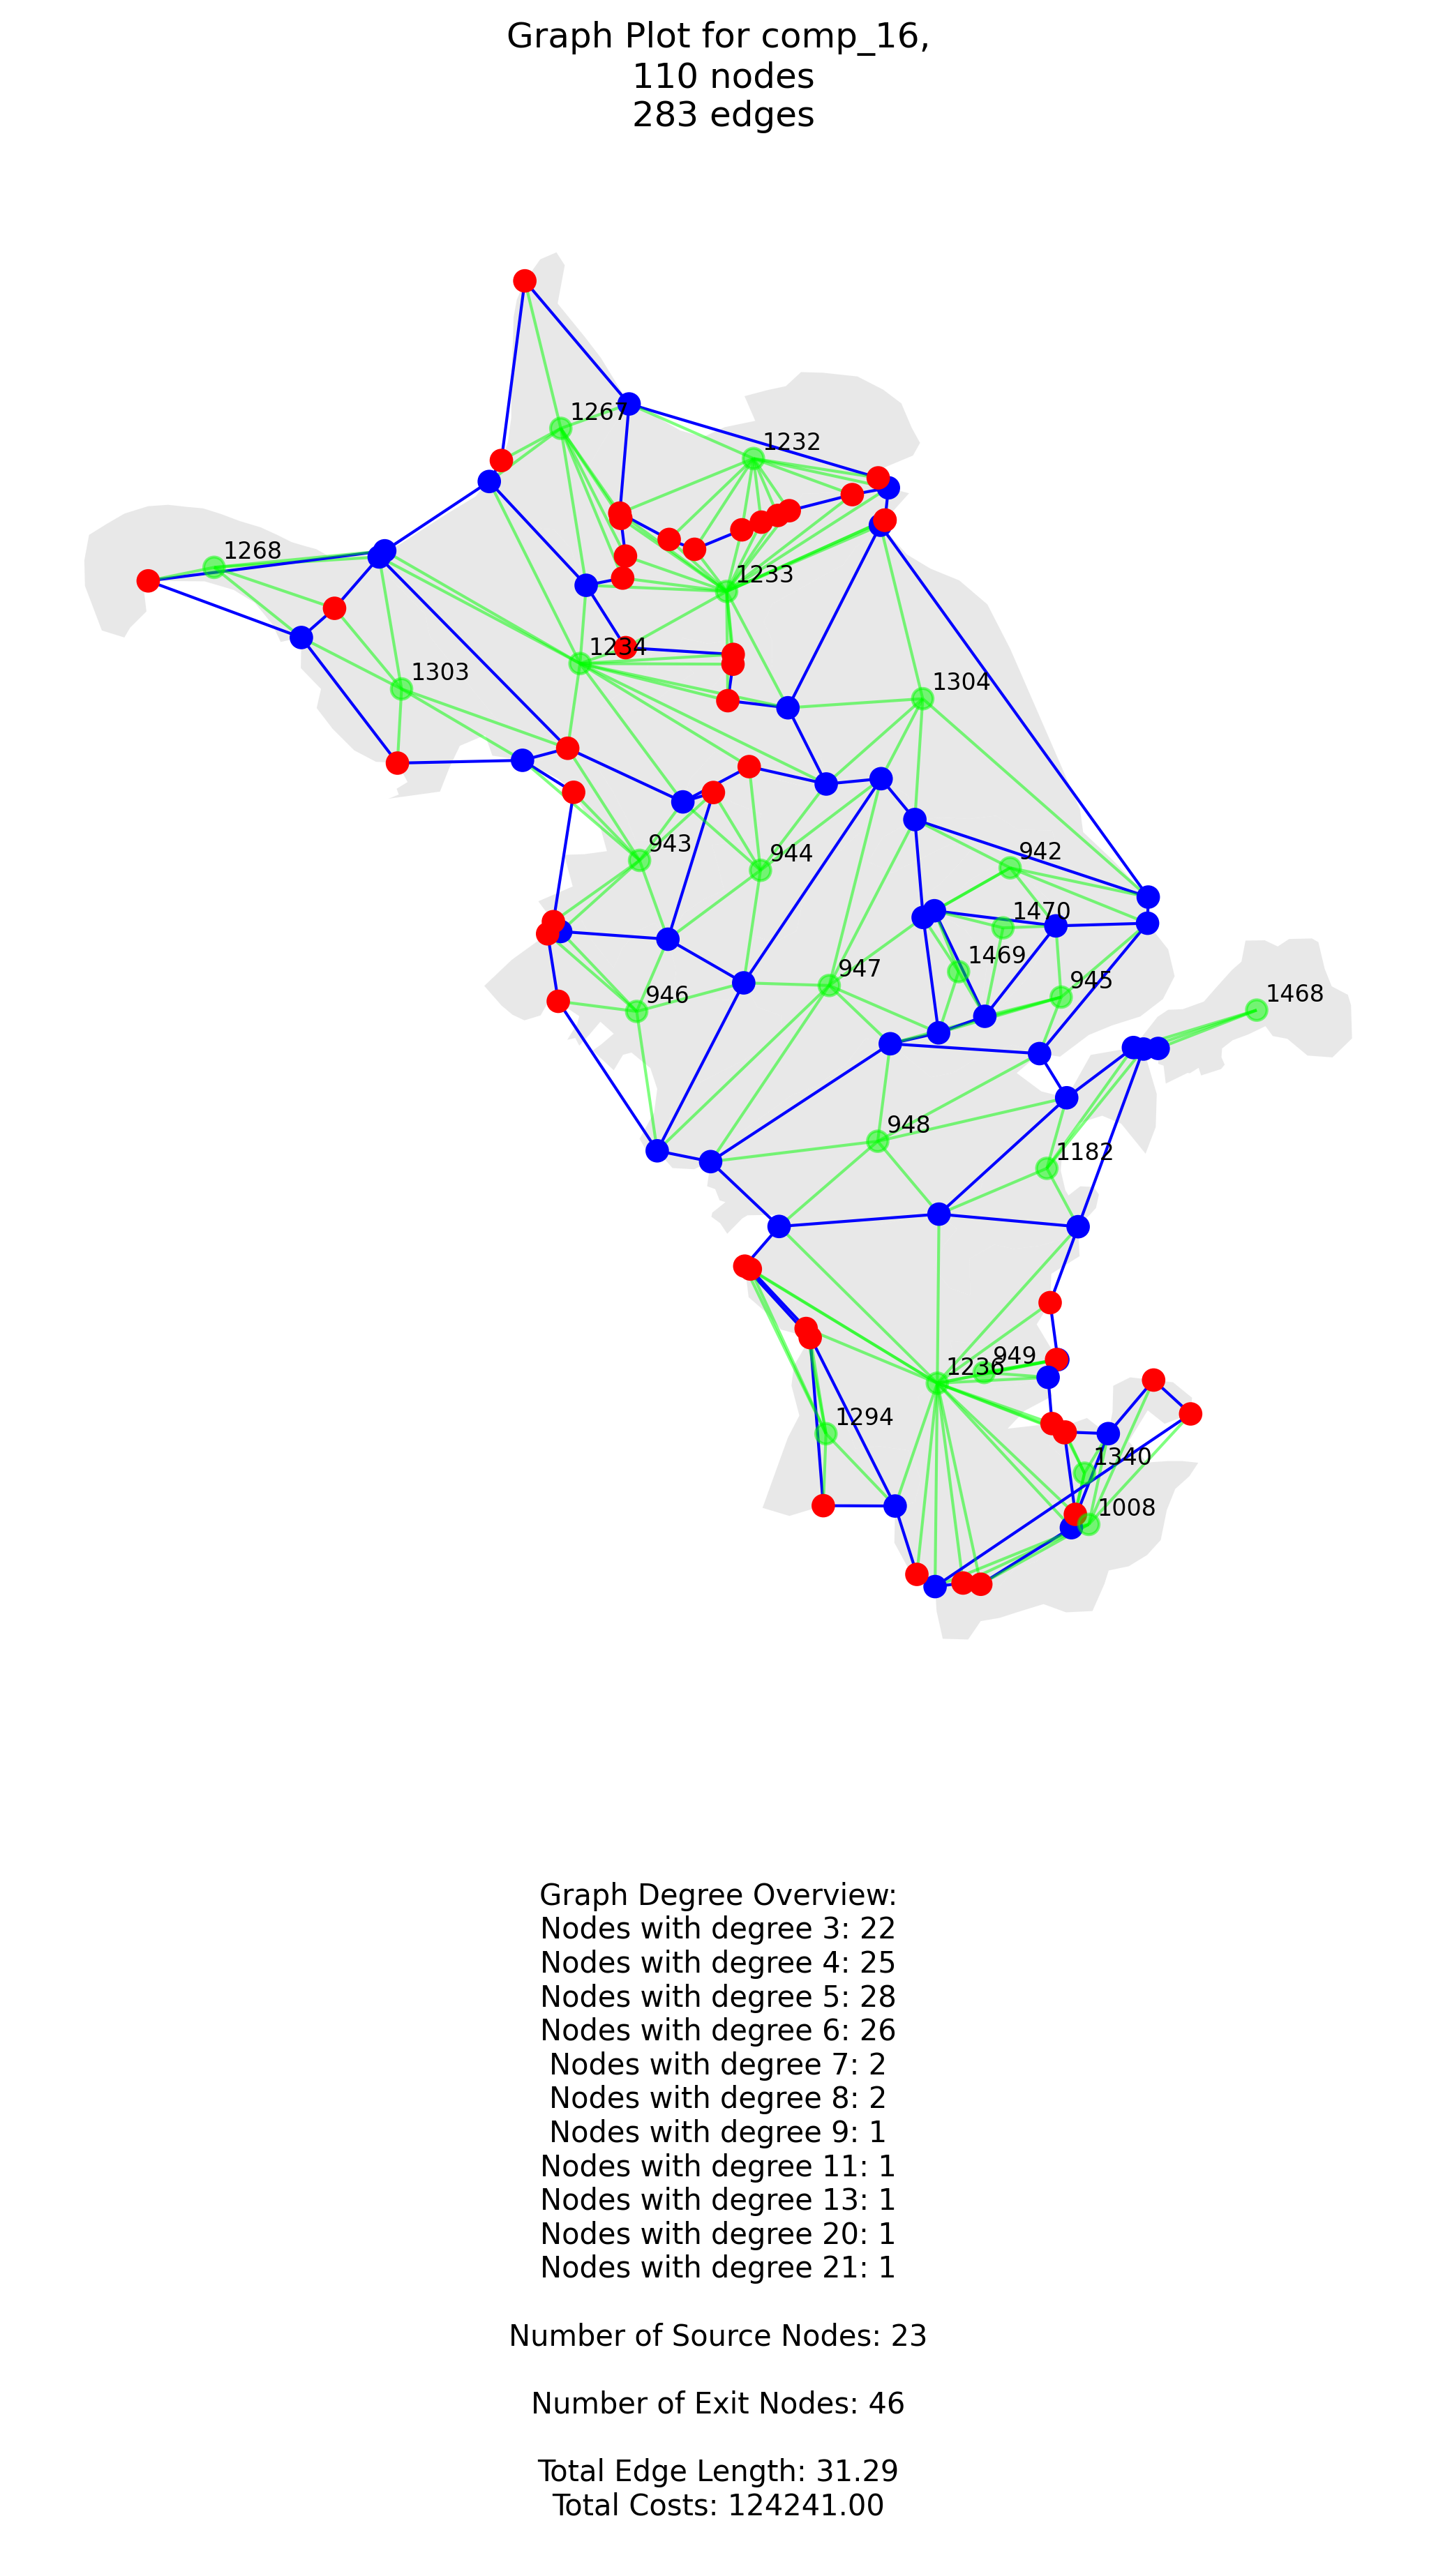 Graph Plot for comp_16,
110 nodes
283 edges
1267
1232
1268
1233
1234
1303
1304
943
944
942
1470
1469
947
945
946
1468
948
1182
949
1236
1294
1340
1008
Graph Degree Overview:
Nodes with degree 3: 22
Nodes with degree 4: 25
Nodes with degree 5: 28
Nodes with degree 6: 26
Nodes with degree 7: 2
Nodes with degree 8: 2
Nodes with degree 9: 1
Nodes with degree 11: 1
Nodes with degree 13: 1
Nodes with degree 20: 1
Nodes with degree 21: 1
Number of Source Nodes: 23
Number of Exit Nodes: 46
Total Edge Length: 31.29
Total Costs: 124241.00